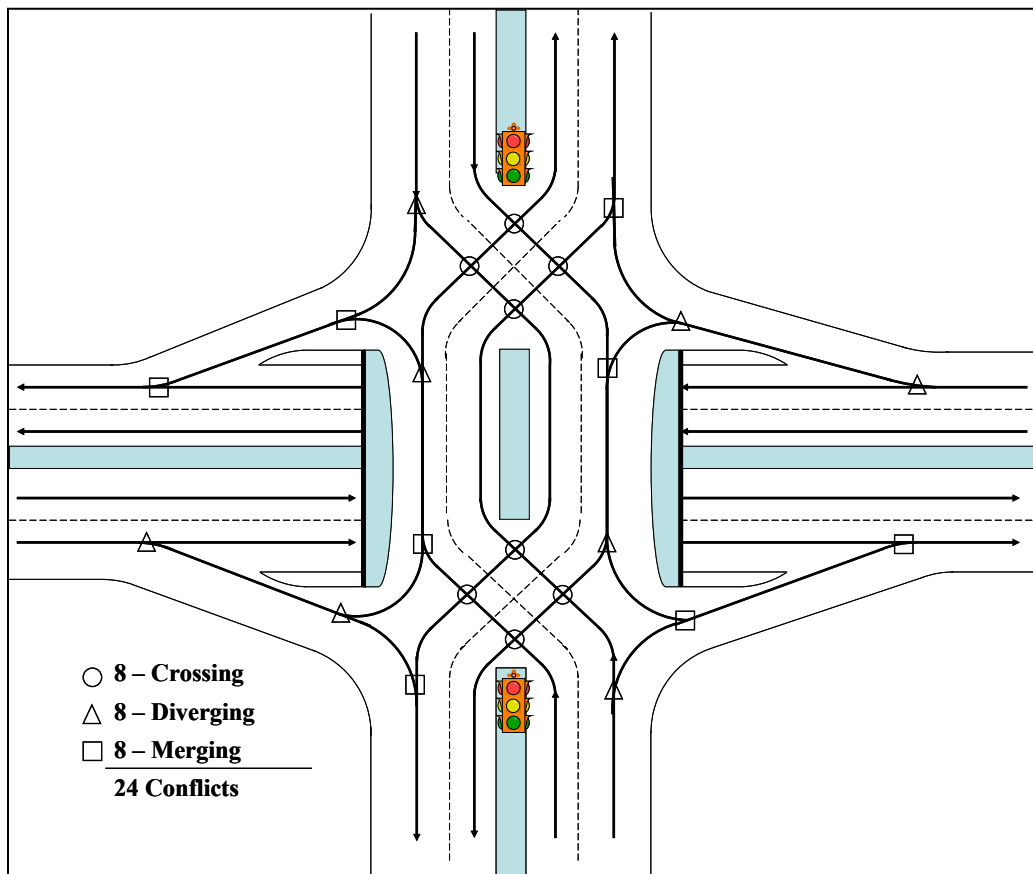 8 – Crossing
8 – Diverging
8 – Merging
24 Conflicts